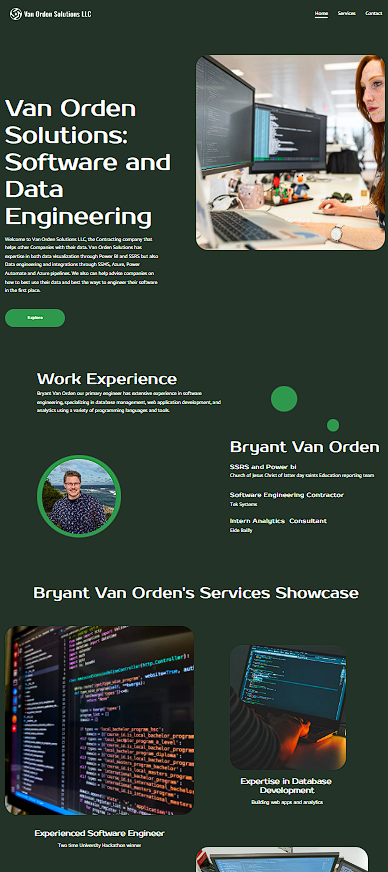 Van Orden Solutions LLC
Home Services Contact
Van Orden
Solutions:
Software and
Data
Engineering
Welcome to Van Orden Solutions LLC, the Contracting company that
helps other Companies with their data. Van Orden Solutions has
expertise in both data visualization through Power BI and SSRS but also
Data engineering and integrations through SSMS, Azure, Power
Automate and Azure pipelines. We also can help advise companies on
how to best use their data and best the ways to engineer their software
in the first place.
Explore
Work Experience
Bryant Van Orden our primary engineer has extensive experience in software
engineering, specializing in database management, web application development, and
analytics using a variety of programming languages and tools.
Bryant Van Orden
SSRS and Power bi
Church of Jesus Christ of latter day saints Education reporting team
Software Engineering Contractor
Tek Systems
Intern Analytics Consultant
Eide Bailly
Bryant Van Orden's Services Showcase
Experienced Software Engineer
Two time University Hackathon winner
Expertise in Database
Development
Building web apps and analytics